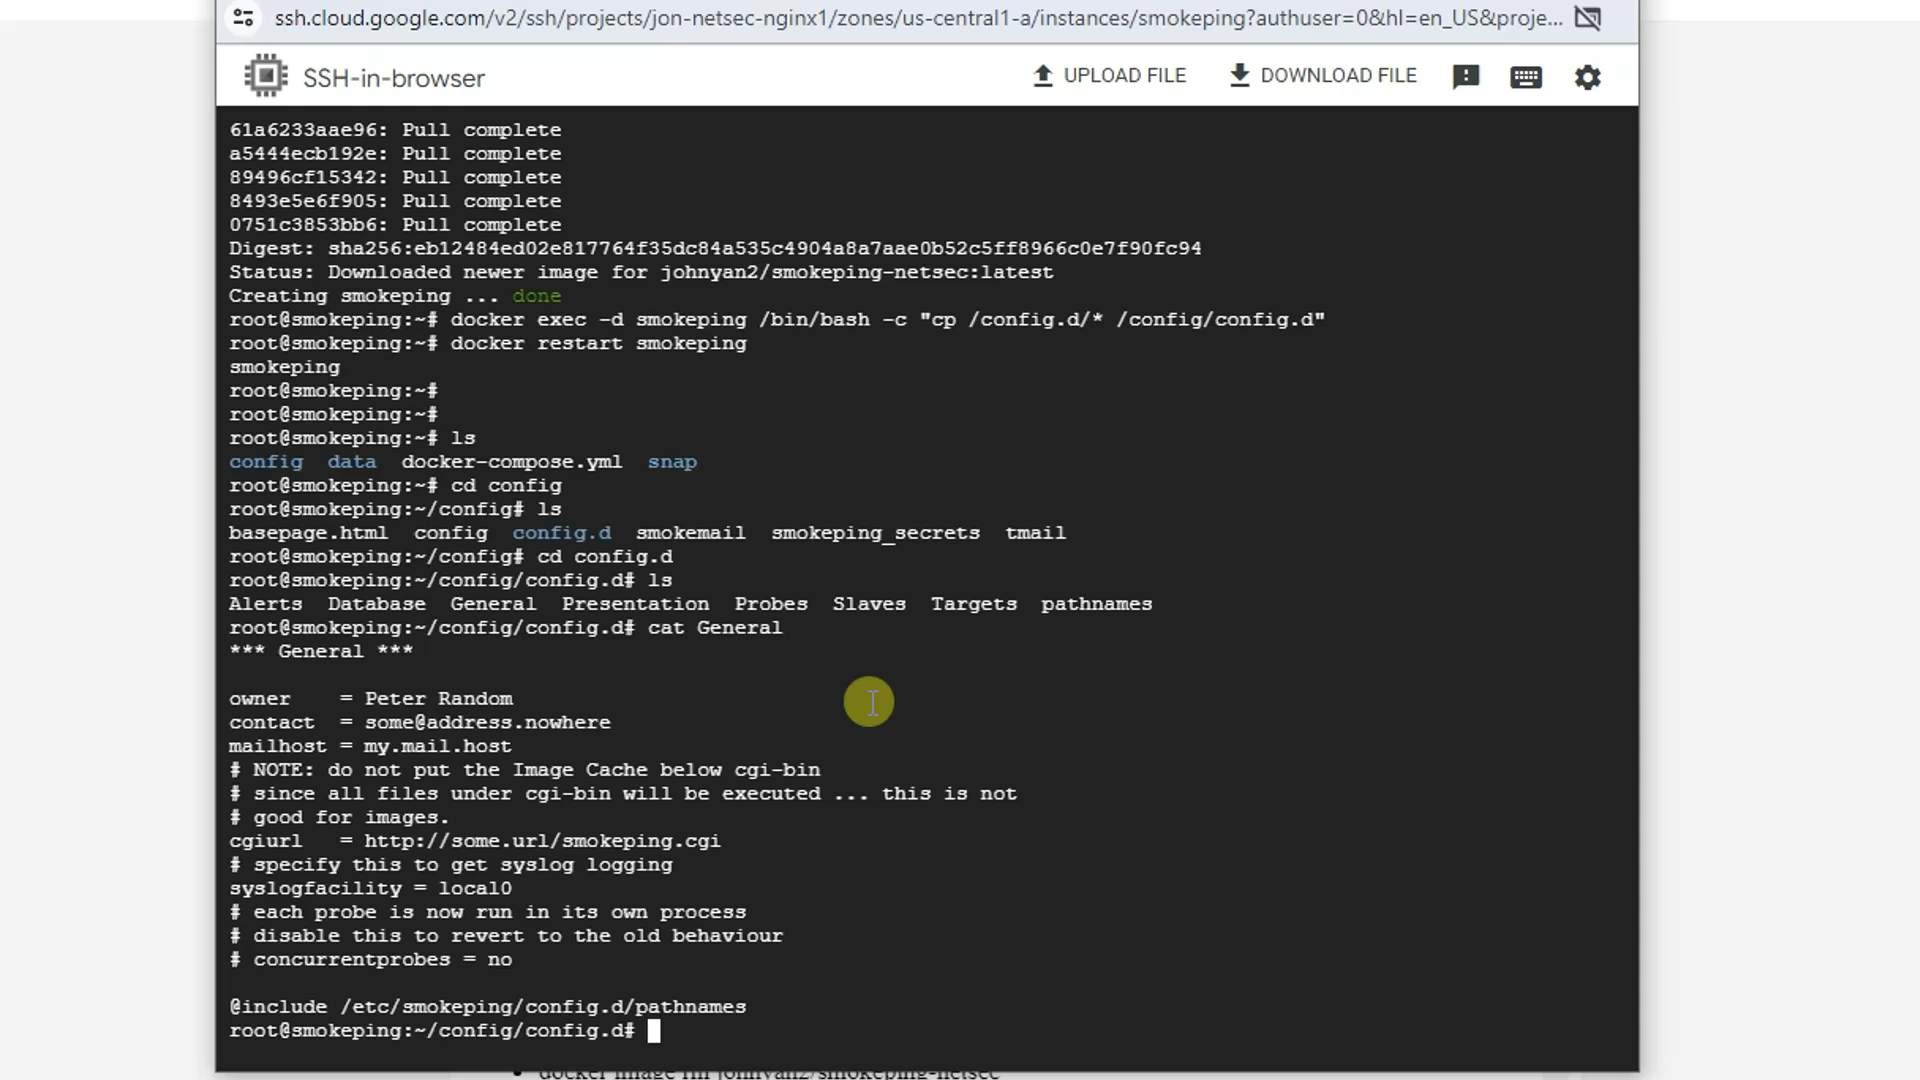 ssh.cloud.google.com/v2/ssh/projects/jon-netsec-nginx1/zones/us-central1-a/instances/smokeping?authuser=0&hl=en_US&proje...
SSH-in-browser
UPLOAD FILE
DOWNLOAD FILE
61a6233aae96: Pull complete
a5444ecb192e: Pull complete
89496cf15342: Pull complete
8493e5e6f905: Pull complete
0751c3853bb6: Pull complete
Digest: sha256:eb12484ed02e817764f35dc84a535c4904a8a7aae0b52c5ff8966c0e7f90fc94
Status: Downloaded newer image for johnyan2/smokeping-netsec:latest
Creating smokeping ... done
root@smokeping:~# docker exec -d smokeping /bin/bash -c "cp /config.d/* /config/config.d"
root@smokeping:~# docker restart smokeping
smokeping
root@smokeping:~#
root@smokeping:~#
root@smokeping:~# ls
config  data  docker-compose.yml  snap
root@smokeping:~# cd config
root@smokeping:~/config# ls
basepage.html  config  config.d  smokemail  smokeping_secrets  tmail
root@smokeping:~/config# cd config.d
root@smokeping:~/config/config.d# ls
Alerts  Database  General  Presentation  Probes  Slaves  Targets  pathnames
root@smokeping:~/config/config.d# cat General
*** General ***
owner    = Peter Random
contact  = some@address.nowhere
mailhost = my.mail.host
# NOTE: do not put the Image Cache below cgi-bin
# since all files under cgi-bin will be executed ... this is not
# good for images.
cgiurl   = http://some.url/smokeping.cgi
# specify this to get syslog logging
syslogfacility = local0
# each probe is now run in its own process
# disable this to revert to the old behaviour
# concurrentprobes = no
@include /etc/smokeping/config.d/pathnames
root@smokeping:~/config/config.d#
docker image rm johnyan2/smokeping-netsec